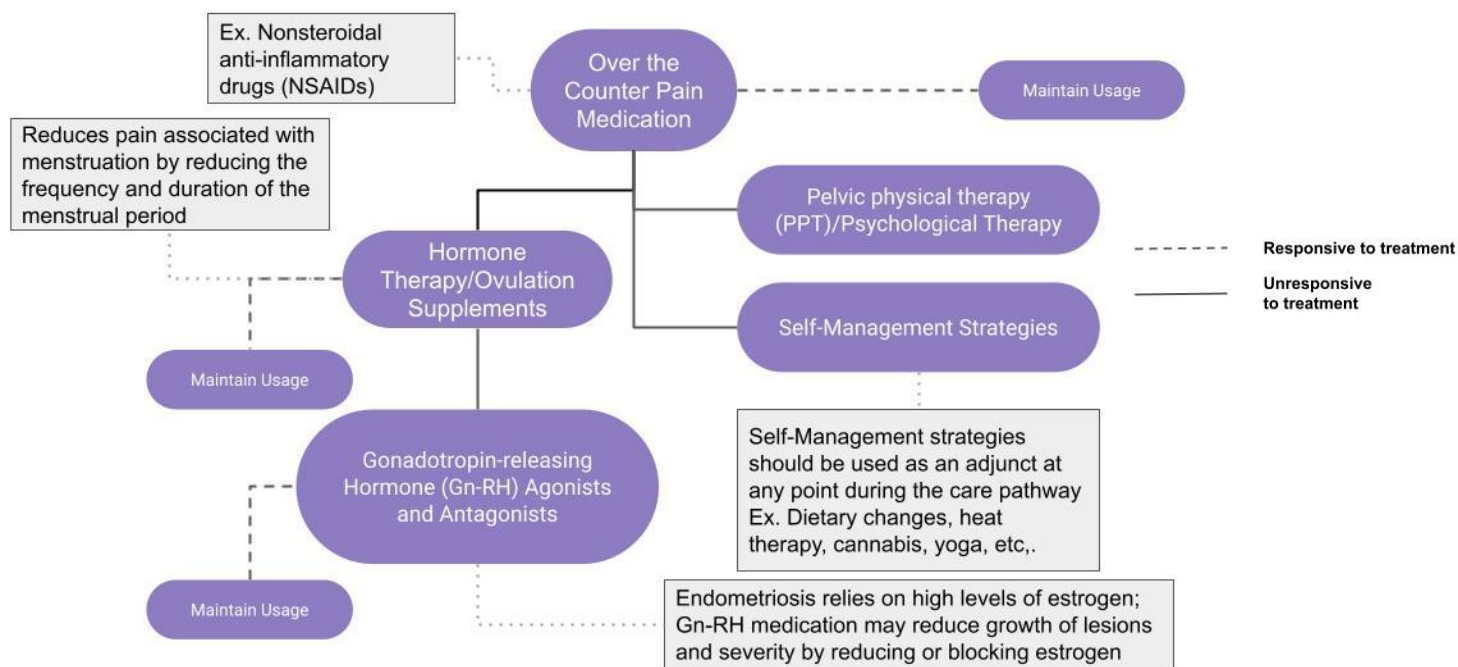 Ex. Nonsteroidal
anti-inflammatory
drugs (NSAIDs)
Over the
Counter Pain
Medication
Maintain Usage
Reduces pain associated with
menstruation by reducing the
frequency and duration of the
menstrual period
Pelvic physical therapy
(PPT)/Psychological Therapy
Hormone
Therapy/Ovulation
Supplements
Responsive to treatment
Unresponsive
to treatment
Self-Management Strategies
Maintain Usage
Gonadotropin-releasing
Hormone (Gn-RH) Agonists
and Antagonists
Self-Management strategies
should be used as an adjunct at
any point during the care pathway
Ex. Dietary changes, heat
therapy, cannabis, yoga, etc,.
Maintain Usage
Endometriosis relies on high levels of estrogen;
Gn-RH medication may reduce growth of lesions
and severity by reducing or blocking estrogen